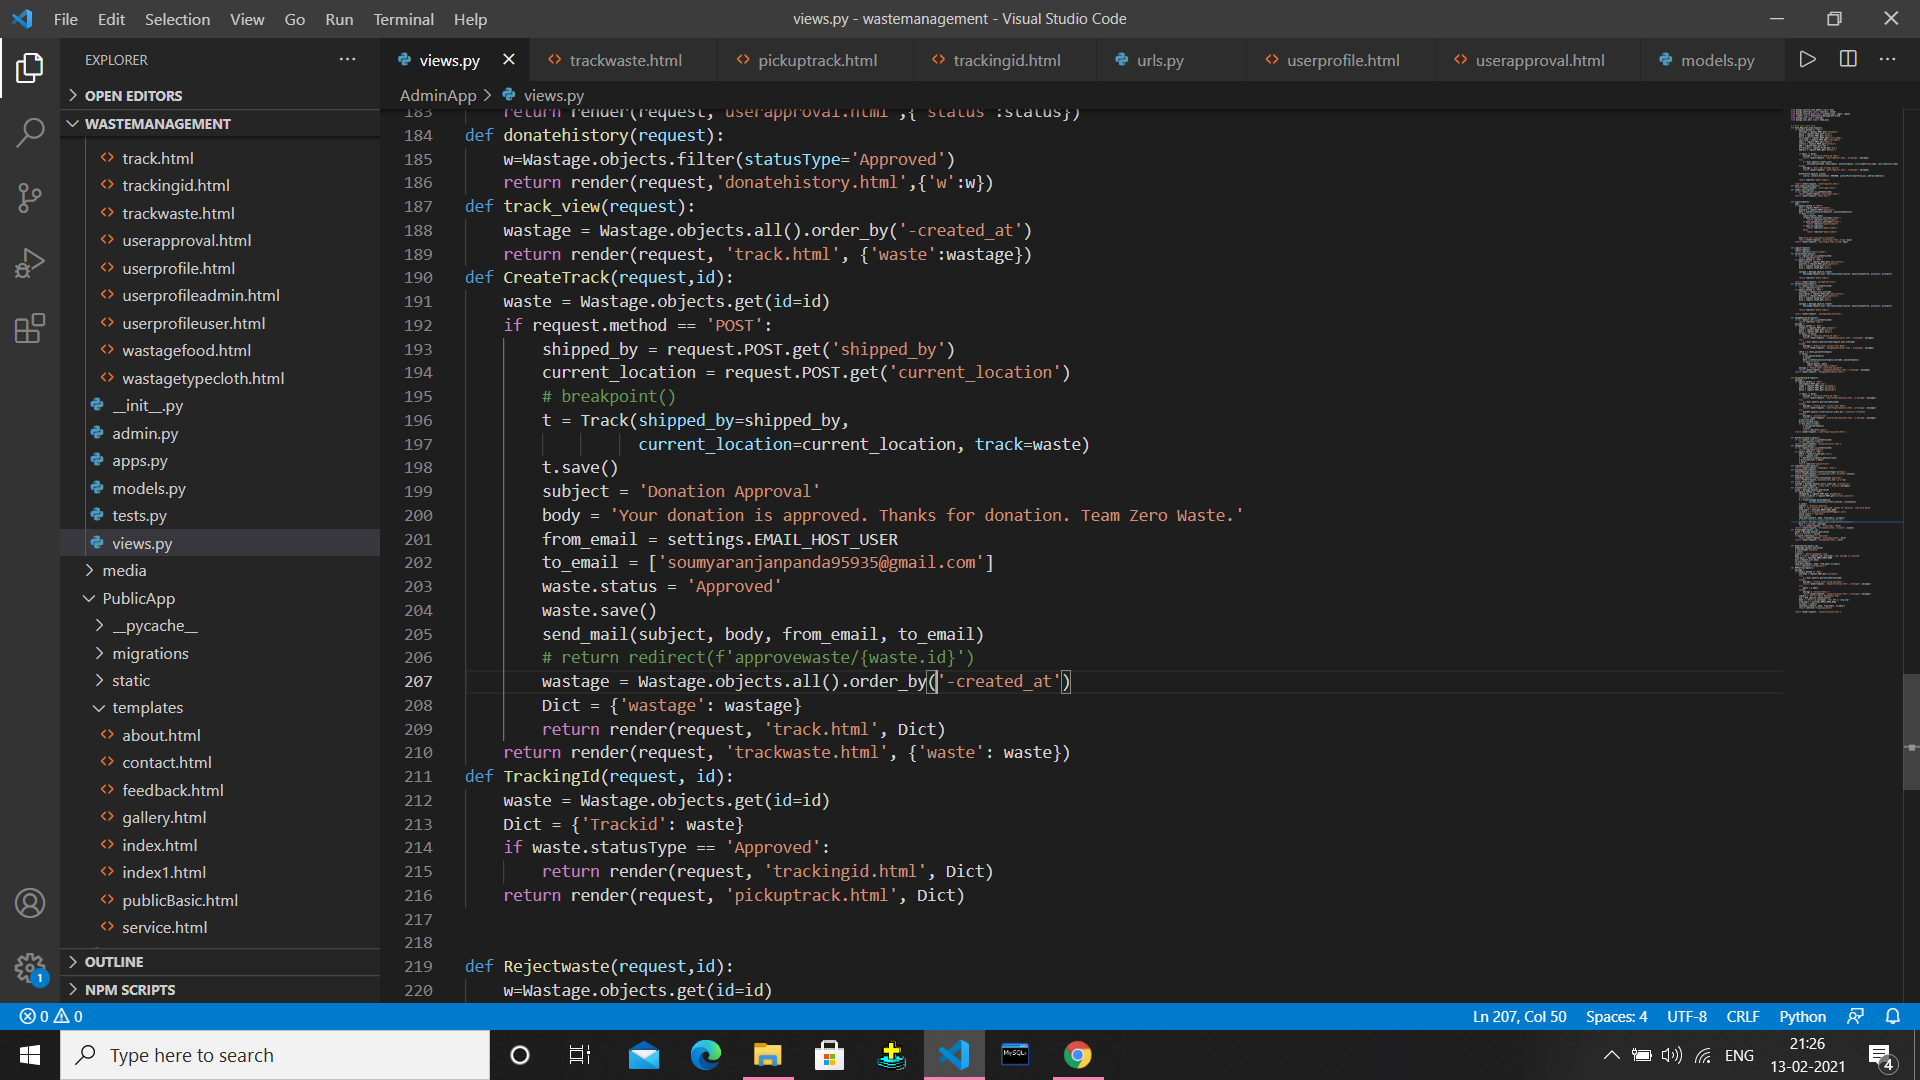 File Edit Selection View Go Run Terminal Help
views.py - wastemanagement - Visual Studio Code
EXPLORER
OPEN EDITORS
WASTEMANAGEMENT
track.html
trackingid.html
trackwaste.html
userapproval.html
userprofile.html
userprofileadmin.html
userprofileuser.html
wastagefood.html
wastagetypecloth.html
__init__.py
admin.py
apps.py
models.py
tests.py
views.py
media
PublicApp
__pycache__
migrations
static
templates
about.html
contact.html
feedback.html
gallery.html
index.html
index1.html
publicBasic.html
service.html
OUTLINE
NPM SCRIPTS
views.py trackwaste.html pickuptrack.html trackingid.html urls.py userprofile.html userapproval.html models.py
AdminApp > views.py
183 return render(request,'userapproval.html',{'status':status})
184 def donatehistory(request):
185 w=Wastage.objects.filter(statusType='Approved')
186 return render(request,'donatehistory.html',{'w':w})
187 def track_view(request):
188 wastage = Wastage.objects.all().order_by('-created_at')
189 return render(request, 'track.html', {'waste':wastage})
190 def CreateTrack(request,id):
191 waste = Wastage.objects.get(id=id)
192 if request.method == 'POST':
193 shipped_by = request.POST.get('shipped_by')
194 current_location = request.POST.get('current_location')
195 # breakpoint()
196 t = Track(shipped_by=shipped_by,
197 current_location=current_location, track=waste)
198 t.save()
199 subject = 'Donation Approval'
200 body = 'Your donation is approved. Thanks for donation. Team Zero Waste.'
201 from_email = settings.EMAIL_HOST_USER
202 to_email = ['soumyaranjanpanda95935@gmail.com']
203 waste.status = 'Approved'
204 waste.save()
205 send_mail(subject, body, from_email, to_email)
206 # return redirect(f'approvewaste/{waste.id}')
207 wastage = Wastage.objects.all().order_by('-created_at')
208 Dict = {'wastage': wastage}
209 return render(request, 'track.html', Dict)
210 return render(request, 'trackwaste.html', {'waste': waste})
211 def TrackingId(request, id):
212 waste = Wastage.objects.get(id=id)
213 Dict = {'Trackid': waste}
214 if waste.statusType == 'Approved':
215 return render(request, 'trackingid.html', Dict)
216 return render(request, 'pickuptrack.html', Dict)
217
218
219 def Rejectwaste(request,id):
220 w=Wastage.objects.get(id=id)
1
0 0
Ln 207, Col 50 Spaces: 4 UTF-8 CRLF Python
Type here to search
MySQL
ENG
21:26
13-02-2021
4